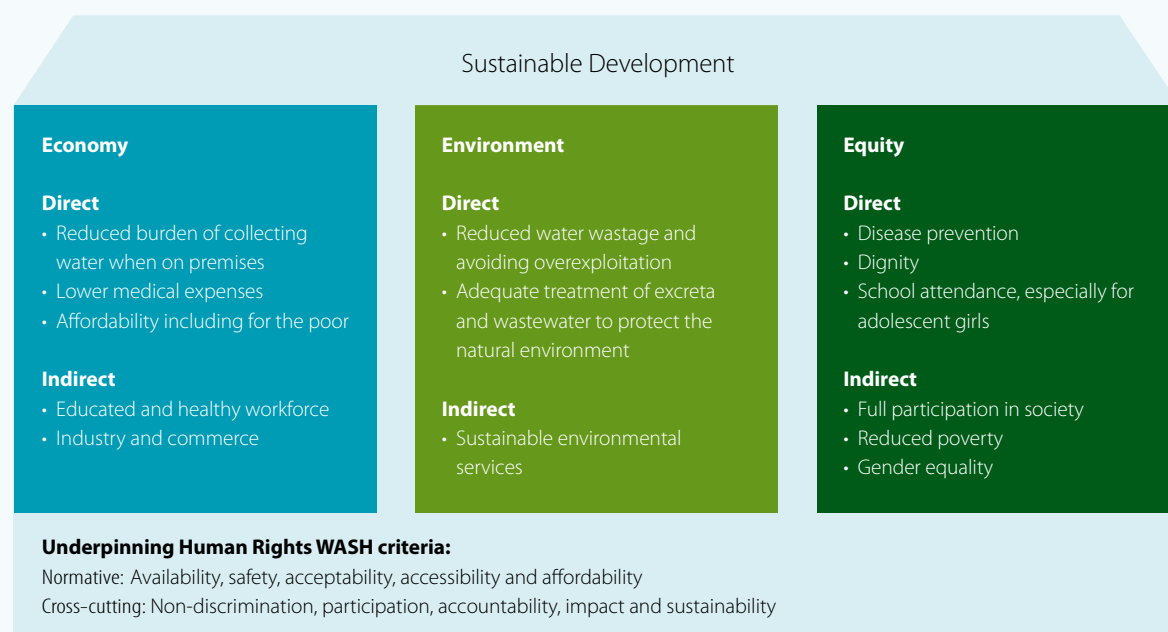 Sustainable Development
Economy
Direct
• Reduced burden of collecting
water when on premises
• Lower medical expenses
• Affordability including for the poor
Indirect
• Educated and healthy workforce
• Industry and commerce
Environment
Direct
• Reduced water wastage and
avoiding overexploitation
• Adequate treatment of excreta
and wastewater to protect the
natural environment
Indirect
• Sustainable environmental
services
Equity
Direct
• Disease prevention
• Dignity
• School attendance, especially for
adolescent girls
Indirect
• Full participation in society
• Reduced poverty
• Gender equality
Underpinning Human Rights WASH criteria:
Normative: Availability, safety, acceptability, accessibility and affordability
Cross-cutting: Non-discrimination, participation, accountability, impact and sustainability